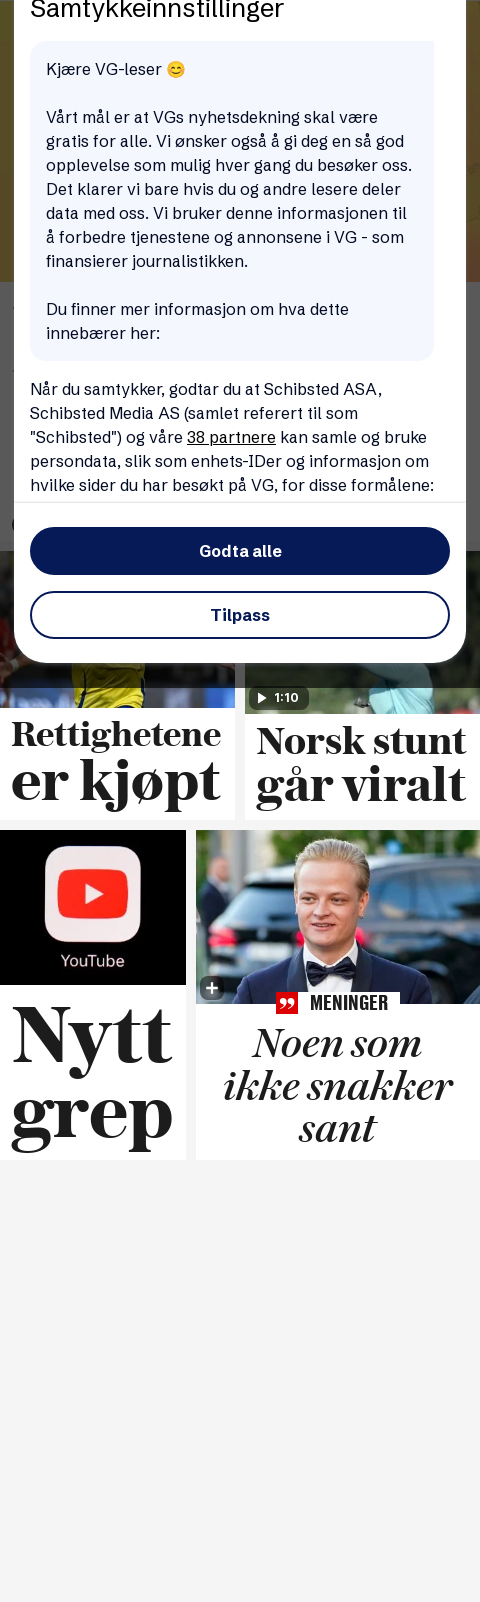 Samtykkeinnstillinger
Kjære VG-leser 😊
Vårt mål er at VGs nyhetsdekning skal være
gratis for alle. Vi ønsker også å gi deg en så god
opplevelse som mulig hver gang du besøker oss.
Det klarer vi bare hvis du og andre lesere deler
data med oss. Vi bruker denne informasjonen til
å forbedre tjenestene og annonsene i VG - som
finansierer journalistikken.
Du finner mer informasjon om hva dette
innebærer her:
Når du samtykker, godtar du at Schibsted ASA,
Schibsted Media AS (samlet referert til som
"Schibsted") og våre 38 partnere kan samle og bruke
persondata, slik som enhets-IDer og informasjon om
hvilke sider du har besøkt på VG, for disse formålene:
Godta alle
Tilpass
1:10
Rettighetene
er kjøpt
Norsk stunt
går viralt
YouTube
Nytt
grep
MENINGER
Noen som
ikke snakker
sant